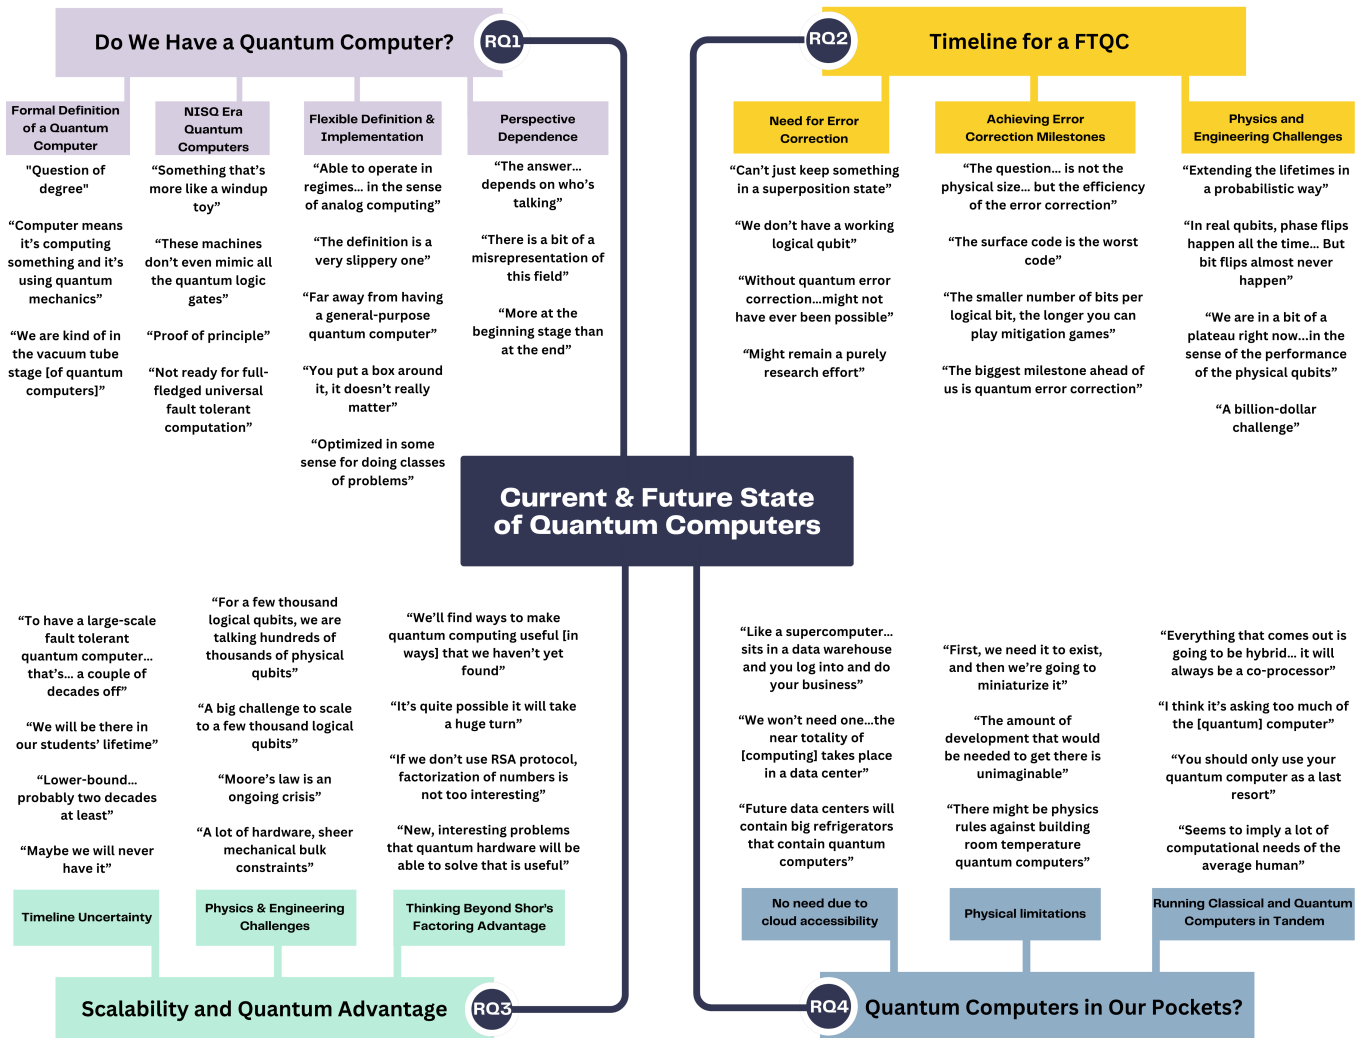 Do We Have a Quantum Computer?
RQ1
Formal Definition
of a Quantum
Computer
"Question of
degree"
“Computer means
it’s computing
something and it’s
using quantum
mechanics”
“We are kind of in
the vacuum tube
stage [of quantum
computers]”
NISQ Era
Quantum
Computers
“Something that’s
more like a windup
toy”
“These machines
don’t even mimic all
the quantum logic
gates”
“Proof of principle”
“Not ready for full-
fledged universal
fault tolerant
computation”
Flexible Definition &
Implementation
“Able to operate in
regimes... in the sense
of analog computing”
“The definition is a
very slippery one”
“Far away from having
a general-purpose
quantum computer”
“You put a box around
it, it doesn’t really
matter”
“Optimized in some
sense for doing classes
of problems”
Perspective
Dependence
“The answer...
depends on who’s
talking”
“There is a bit of a
misrepresentation of
this field”
“More at the
beginning stage than
at the end”
RQ2
Timeline for a FTQC
Need for Error
Correction
“Can’t just keep something
in a superposition state”
“We don’t have a working
logical qubit”
“Without quantum error
correction...might not
have ever been possible”
“Might remain a purely
research effort”
Achieving Error
Correction Milestones
“The question... is not the
physical size... but the efficiency
of the error correction”
“The surface code is the worst
code”
“The smaller number of bits per
logical bit, the longer you can
play mitigation games”
“The biggest milestone ahead of
us is quantum error correction”
Physics and
Engineering Challenges
“Extending the lifetimes in
a probabilistic way”
“In real qubits, phase flips
happen all the time... But
bit flips almost never
happen”
“We are in a bit of a
plateau right now...in the
sense of the performance
of the physical qubits”
“A billion-dollar
challenge”
Current & Future State
of Quantum Computers
“To have a large-scale
fault tolerant
quantum computer...
that’s... a couple of
decades off”
“We will be there in
our students’ lifetime”
“Lower-bound...
probably two decades
at least”
“Maybe we will never
have it”
Timeline Uncertainty
“For a few thousand
logical qubits, we are
talking hundreds of
thousands of physical
qubits”
“A big challenge to scale
to a few thousand logical
qubits”
“Moore’s law is an
ongoing crisis”
“A lot of hardware, sheer
mechanical bulk
constraints”
Physics & Engineering
Challenges
“We’ll find ways to make
quantum computing useful [in
ways] that we haven’t yet
found”
“It’s quite possible it will take
a huge turn”
“If we don’t use RSA protocol,
factorization of numbers is
not too interesting”
“New, interesting problems
that quantum hardware will be
able to solve that is useful”
Thinking Beyond Shor’s
Factoring Advantage
Scalability and Quantum Advantage
RQ3
“Like a supercomputer...
sits in a data warehouse
and you log into and do
your business”
“We won’t need one...the
near totality of
[computing] takes place
in a data center”
“Future data centers will
contain big refrigerators
that contain quantum
computers”
No need due to
cloud accessibility
“First, we need it to exist,
and then we’re going to
miniaturize it”
“The amount of
development that would
be needed to get there is
unimaginable”
“There might be physics
rules against building
room temperature
quantum computers”
Physical limitations
“Everything that comes out is
going to be hybrid... it will
always be a co-processor”
“I think it’s asking too much of
the [quantum] computer”
“You should only use your
quantum computer as a last
resort”
“Seems to imply a lot of
computational needs of the
average human”
Running Classical and Quantum
Computers in Tandem
RQ4
Quantum Computers in Our Pockets?